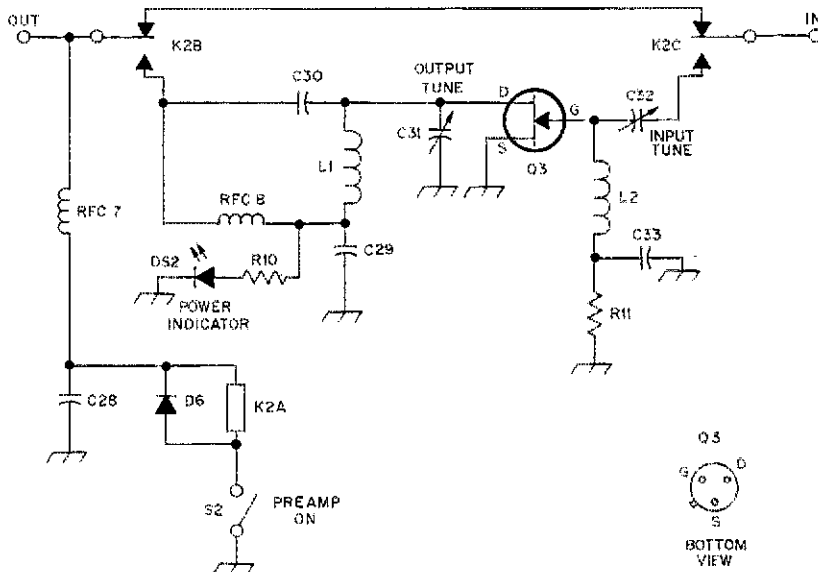 OUT
IN
K2B
K2C
C30
OUTPUT
TUNE
D
G
C32
C31
S
INPUT
TUNE
Q3
L1
RFC 7
RFC 8
L2
C29
C33
DS2
R10
POWER
INDICATOR
R11
C28
D6
K2A
Q3
G
D
S
S2
PREAMP
ON
BOTTOM
VIEW